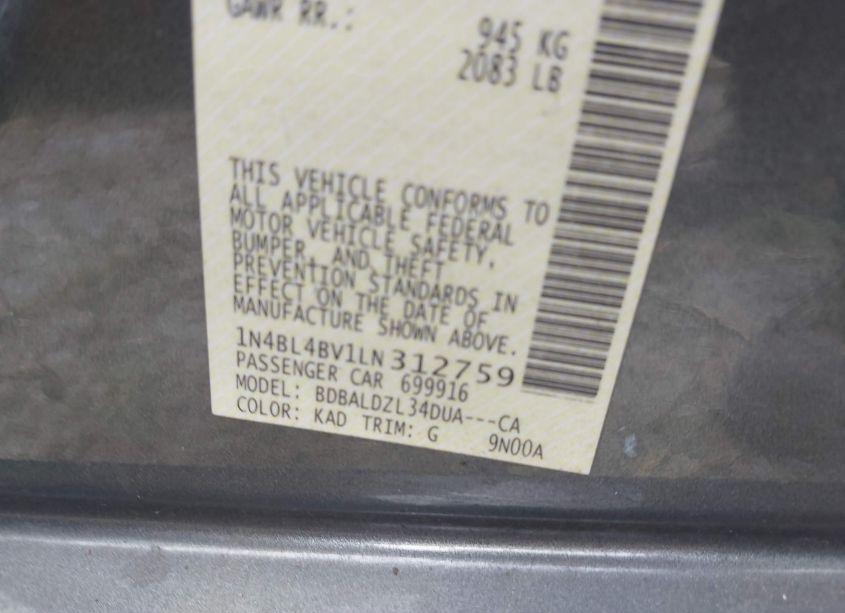 GAWR RR.:
945 KG
2083 LB
THIS VEHICLE CONFORMS TO
ALL APPLICABLE FEDERAL
MOTOR VEHICLE SAFETY,
BUMPER, AND THEFT
PREVENTION STANDARDS IN
EFFECT ON THE DATE OF
MANUFACTURE SHOWN ABOVE.
1N4BL4BV1LN312759
PASSENGER CAR 699916
MODEL: BDBALDZL34DUA---CA
COLOR: KAD TRIM: G 9N00A